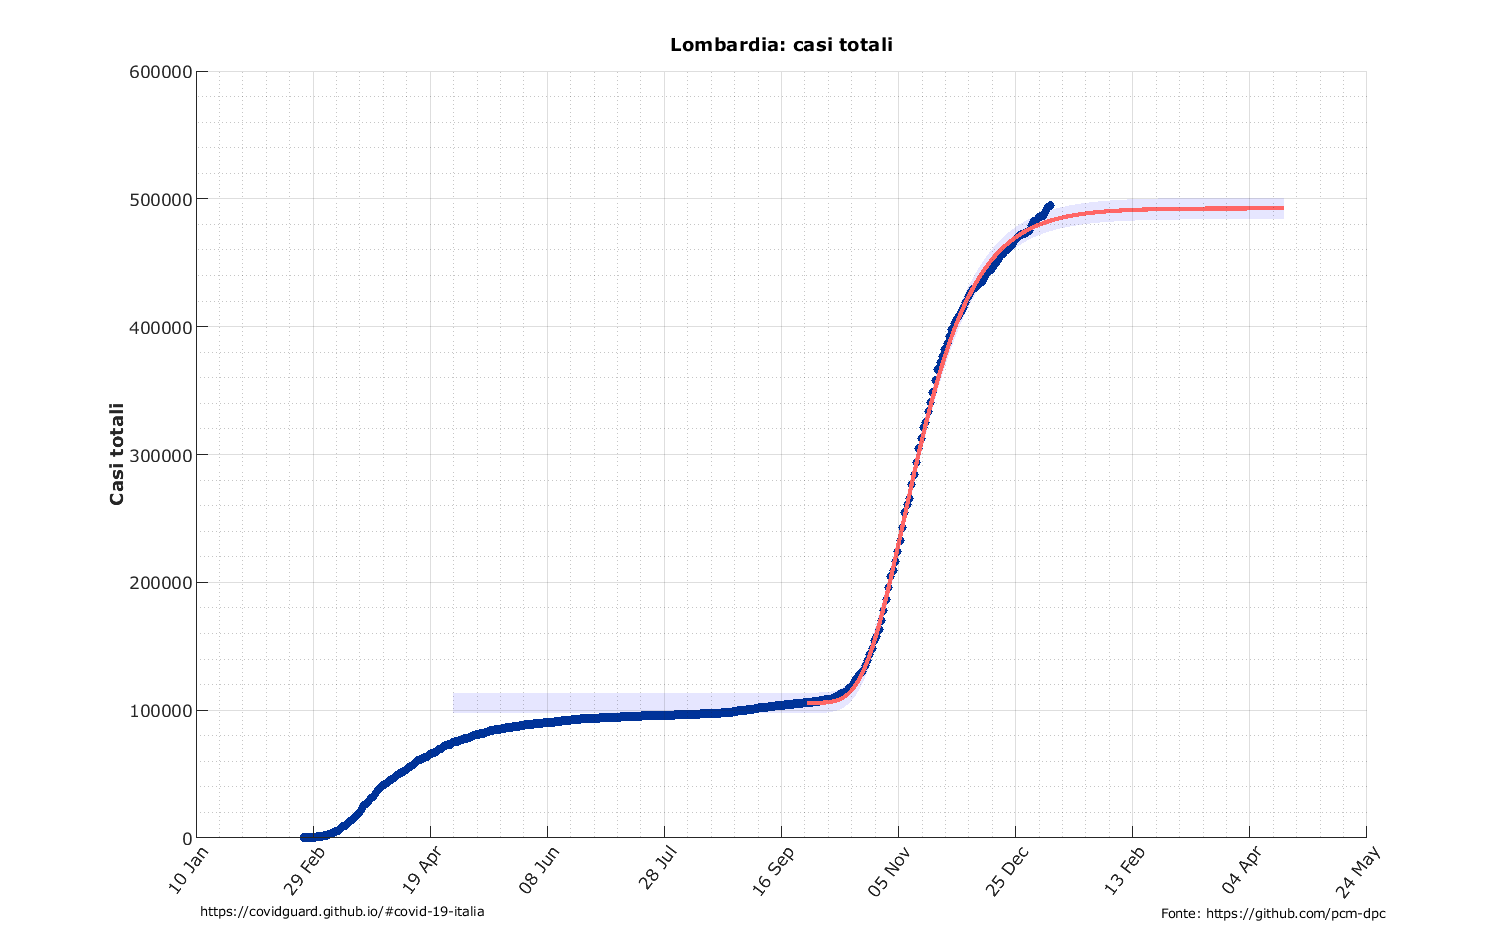 Lombardia: casi totali
600000
500000
400000
300000
200000
100000
0
Casi totali
10 Jan
29 Feb
19 Apr
08 Jun
28 Jul
16 Sep
05 Nov
25 Dec
13 Feb
04 Apr
24 May
https://covidguard.github.io/#covid-19-italia
Fonte: https://github.com/pcm-dpc